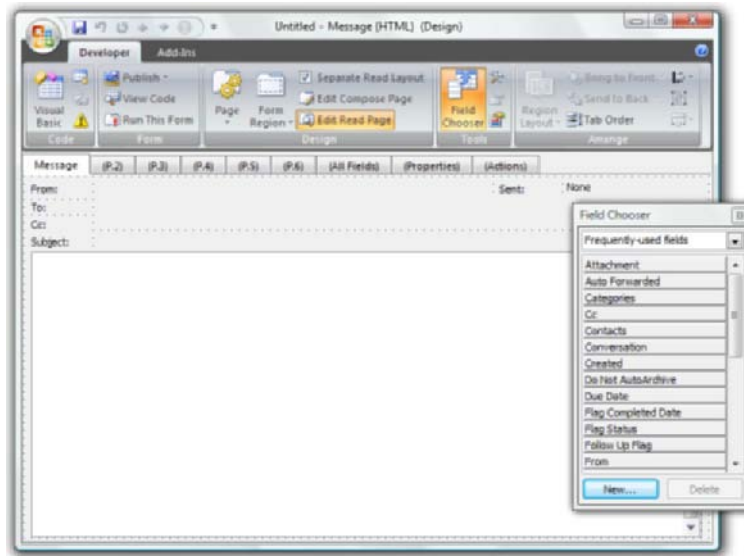 Untitled - Message (HTML) (Design)
Developer Add-Ins
Publish Separate Read Layout Bring to Front
View Code Edit Compose Page Send to Back
Visual Basic Run This Form Page Form Region Edit Read Page Field Chooser Region Layout Tab Order
Code Form Design Tools Arrange
Message (P.2) (P.3) (P.4) (P.5) (P.6) (All Fields) (Properties) (Actions)
From: Sent: None
To:
Cc:
Subject:
Field Chooser
Frequently-used fields
Attachment
Auto Forwarded
Categories
Cc
Contacts
Conversation
Created
Do Not AutoArchive
Due Date
Flag Completed Date
Flag Status
Follow Up Flag
From
New... Delete